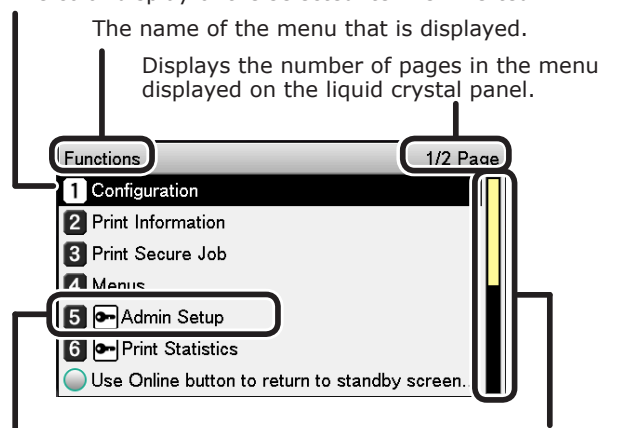 The name of the menu that is displayed.
Displays the number of pages in the menu
displayed on the liquid crystal panel.
Functions 1/2 Page
1 Configuration
2 Print Information
3 Print Secure Job
4 Menus
5 Admin Setup
6 Print Statistics
Use Online button to return to standby screen.